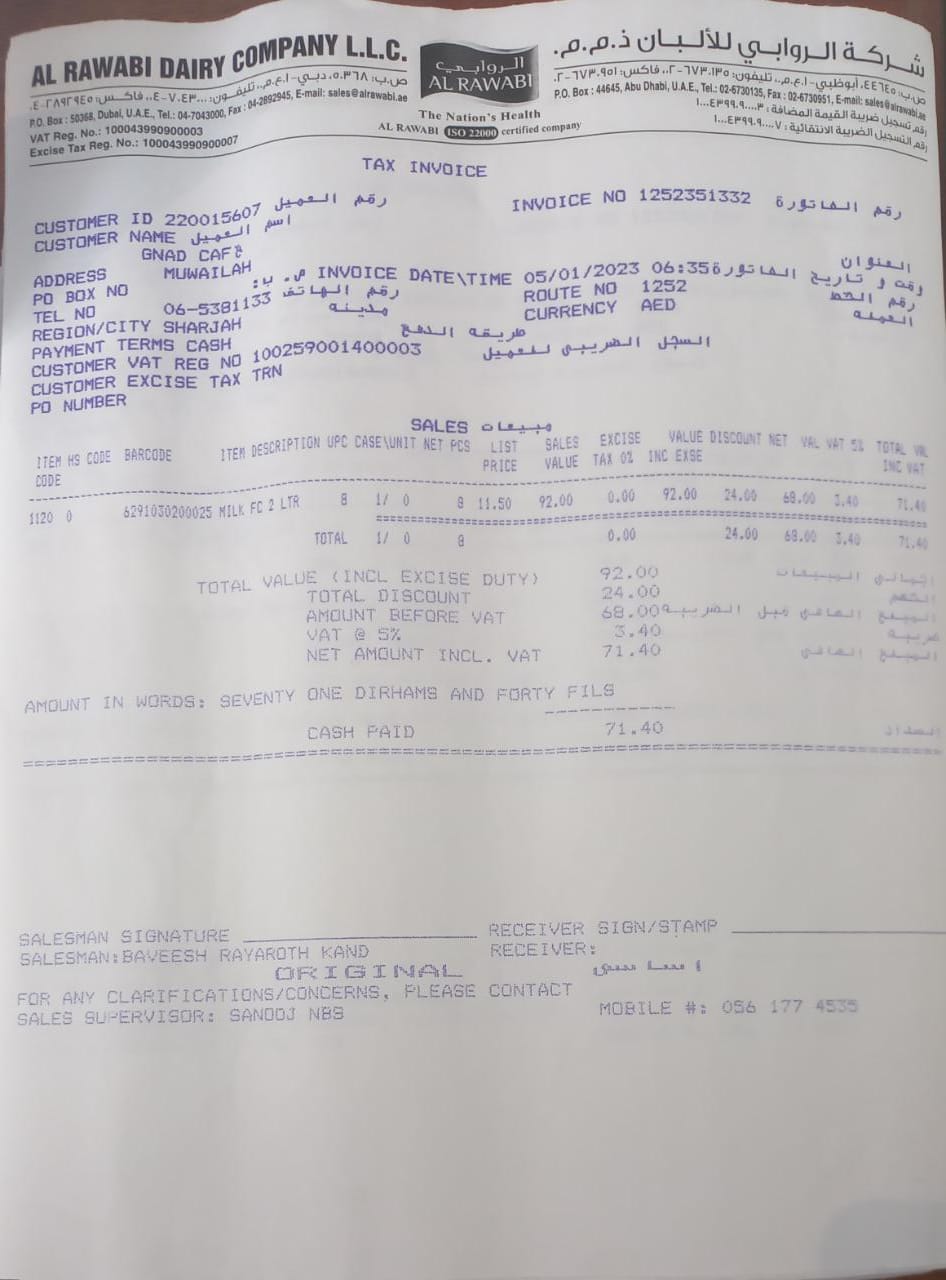 AL RAWABI DAIRY COMPANY L.L.C.
شركة الروابي للألبان ذ.م.م.
ص.ب: ٥٠٣٦٨، دبي-ا.ع.م.، تليفون: ٠٤-٧٠٤٣٠٠٠، فاكس: ٠٤-٢٨٩٢٩٤٥
P.O. Box : 50368, Dubai, U.A.E., Tel.: 04-7043000, Fax : 04-2892945, E-mail: sales@alrawabi.ae
VAT Reg. No.: 100043990900003
Excise Tax Reg. No.: 100043990900007
الروابي
AL RAWABI
The Nation's Health
AL RAWABI ISO 22000 certified company
ص.ب: ٤٤٦٤٥، أبوظبي-ا.ع.م.، تليفون: ٠٢-٦٧٣٠١٣٥، فاكس: ٠٢-٦٧٣٠٩٥١
P.O. Box : 44645, Abu Dhabi, U.A.E., Tel.: 02-6730135, Fax : 02-6730951, E-mail: sales@alrawabi.ae
رقم تسجيل ضريبة القيمة المضافة : ١٠٠٠٤٣٩٩٠٩٠٠٠٠٣
رقم التسجيل الضريبة الانتقائية : ١٠٠٠٤٣٩٩٠٩٠٠٠٠٧
TAX INVOICE
CUSTOMER ID 220015607 رقم العميل
INVOICE NO 1252351332 رقم الفاتورة
CUSTOMER NAME اسم العميل
GNAD CAFE
ADDRESS MUWAILAH العنوان
PO BOX NO ص. ب: INVOICE DATE\TIME 05/01/2023 06:35 وقت و تاريخ الفاتورة
TEL NO 06-5381133 رقم الهاتف ROUTE NO 1252 رقم الخط
REGION/CITY SHARJAH مدينه CURRENCY AED العمله
PAYMENT TERMS CASH طريقه الدفع
CUSTOMER VAT REG NO 100259001400003 السجل الضريبي للعميل
CUSTOMER EXCISE TAX TRN
PO NUMBER
SALES مبيعات
ITEM HS CODE BARCODE ITEM DESCRIPTION UPC CASE\UNIT NET PCS LIST SALES EXCISE VALUE DISCOUNT NET VAL VAT 5% TOTAL VAL
CODE PRICE VALUE TAX 0% INC EXSE INC VAT
1120 0 6291030200025 MILK FC 2 LTR 8 1/ 0 8 11.50 92.00 0.00 92.00 24.00 68.00 3.40 71.40
TOTAL 1/ 0 8 0.00 24.00 68.00 3.40 71.40
TOTAL VALUE (INCL EXCISE DUTY) 92.00 اجمالي المبيعات
TOTAL DISCOUNT 24.00 الخصم
AMOUNT BEFORE VAT 68.00 المبلغ الصافي قبل الضريبة
VAT @ 5% 3.40 ضريبة
NET AMOUNT INCL. VAT 71.40 المبلغ الصافي
AMOUNT IN WORDS: SEVENTY ONE DIRHAMS AND FORTY FILS
CASH PAID 71.40 السداد
SALESMAN SIGNATURE RECEIVER SIGN/STAMP
SALESMAN:BAVEESH RAYAROTH KAND RECEIVER:
ORIGINAL
FOR ANY CLARIFICATIONS/CONCERNS, PLEASE CONTACT
SALES SUPERVISOR: SANOOJ NBS MOBILE #: 056 177 4535